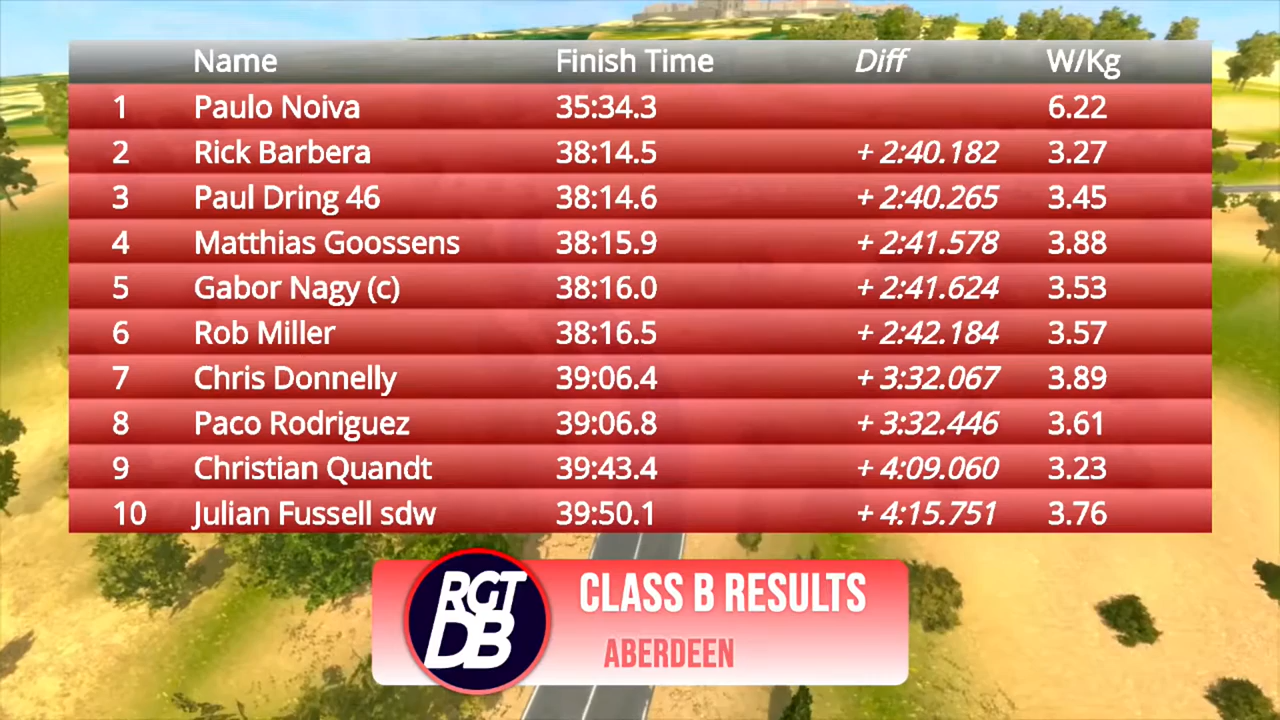 Name Finish Time Diff W/Kg
1 Paulo Noiva 35:34.3 6.22
2 Rick Barbera 38:14.5 + 2:40.182 3.27
3 Paul Dring 46 38:14.6 + 2:40.265 3.45
4 Matthias Goossens 38:15.9 + 2:41.578 3.88
5 Gabor Nagy (c) 38:16.0 + 2:41.624 3.53
6 Rob Miller 38:16.5 + 2:42.184 3.57
7 Chris Donnelly 39:06.4 + 3:32.067 3.89
8 Paco Rodriguez 39:06.8 + 3:32.446 3.61
9 Christian Quandt 39:43.4 + 4:09.060 3.23
10 Julian Fussell sdw 39:50.1 + 4:15.751 3.76
RGT
DB
CLASS B RESULTS
ABERDEEN